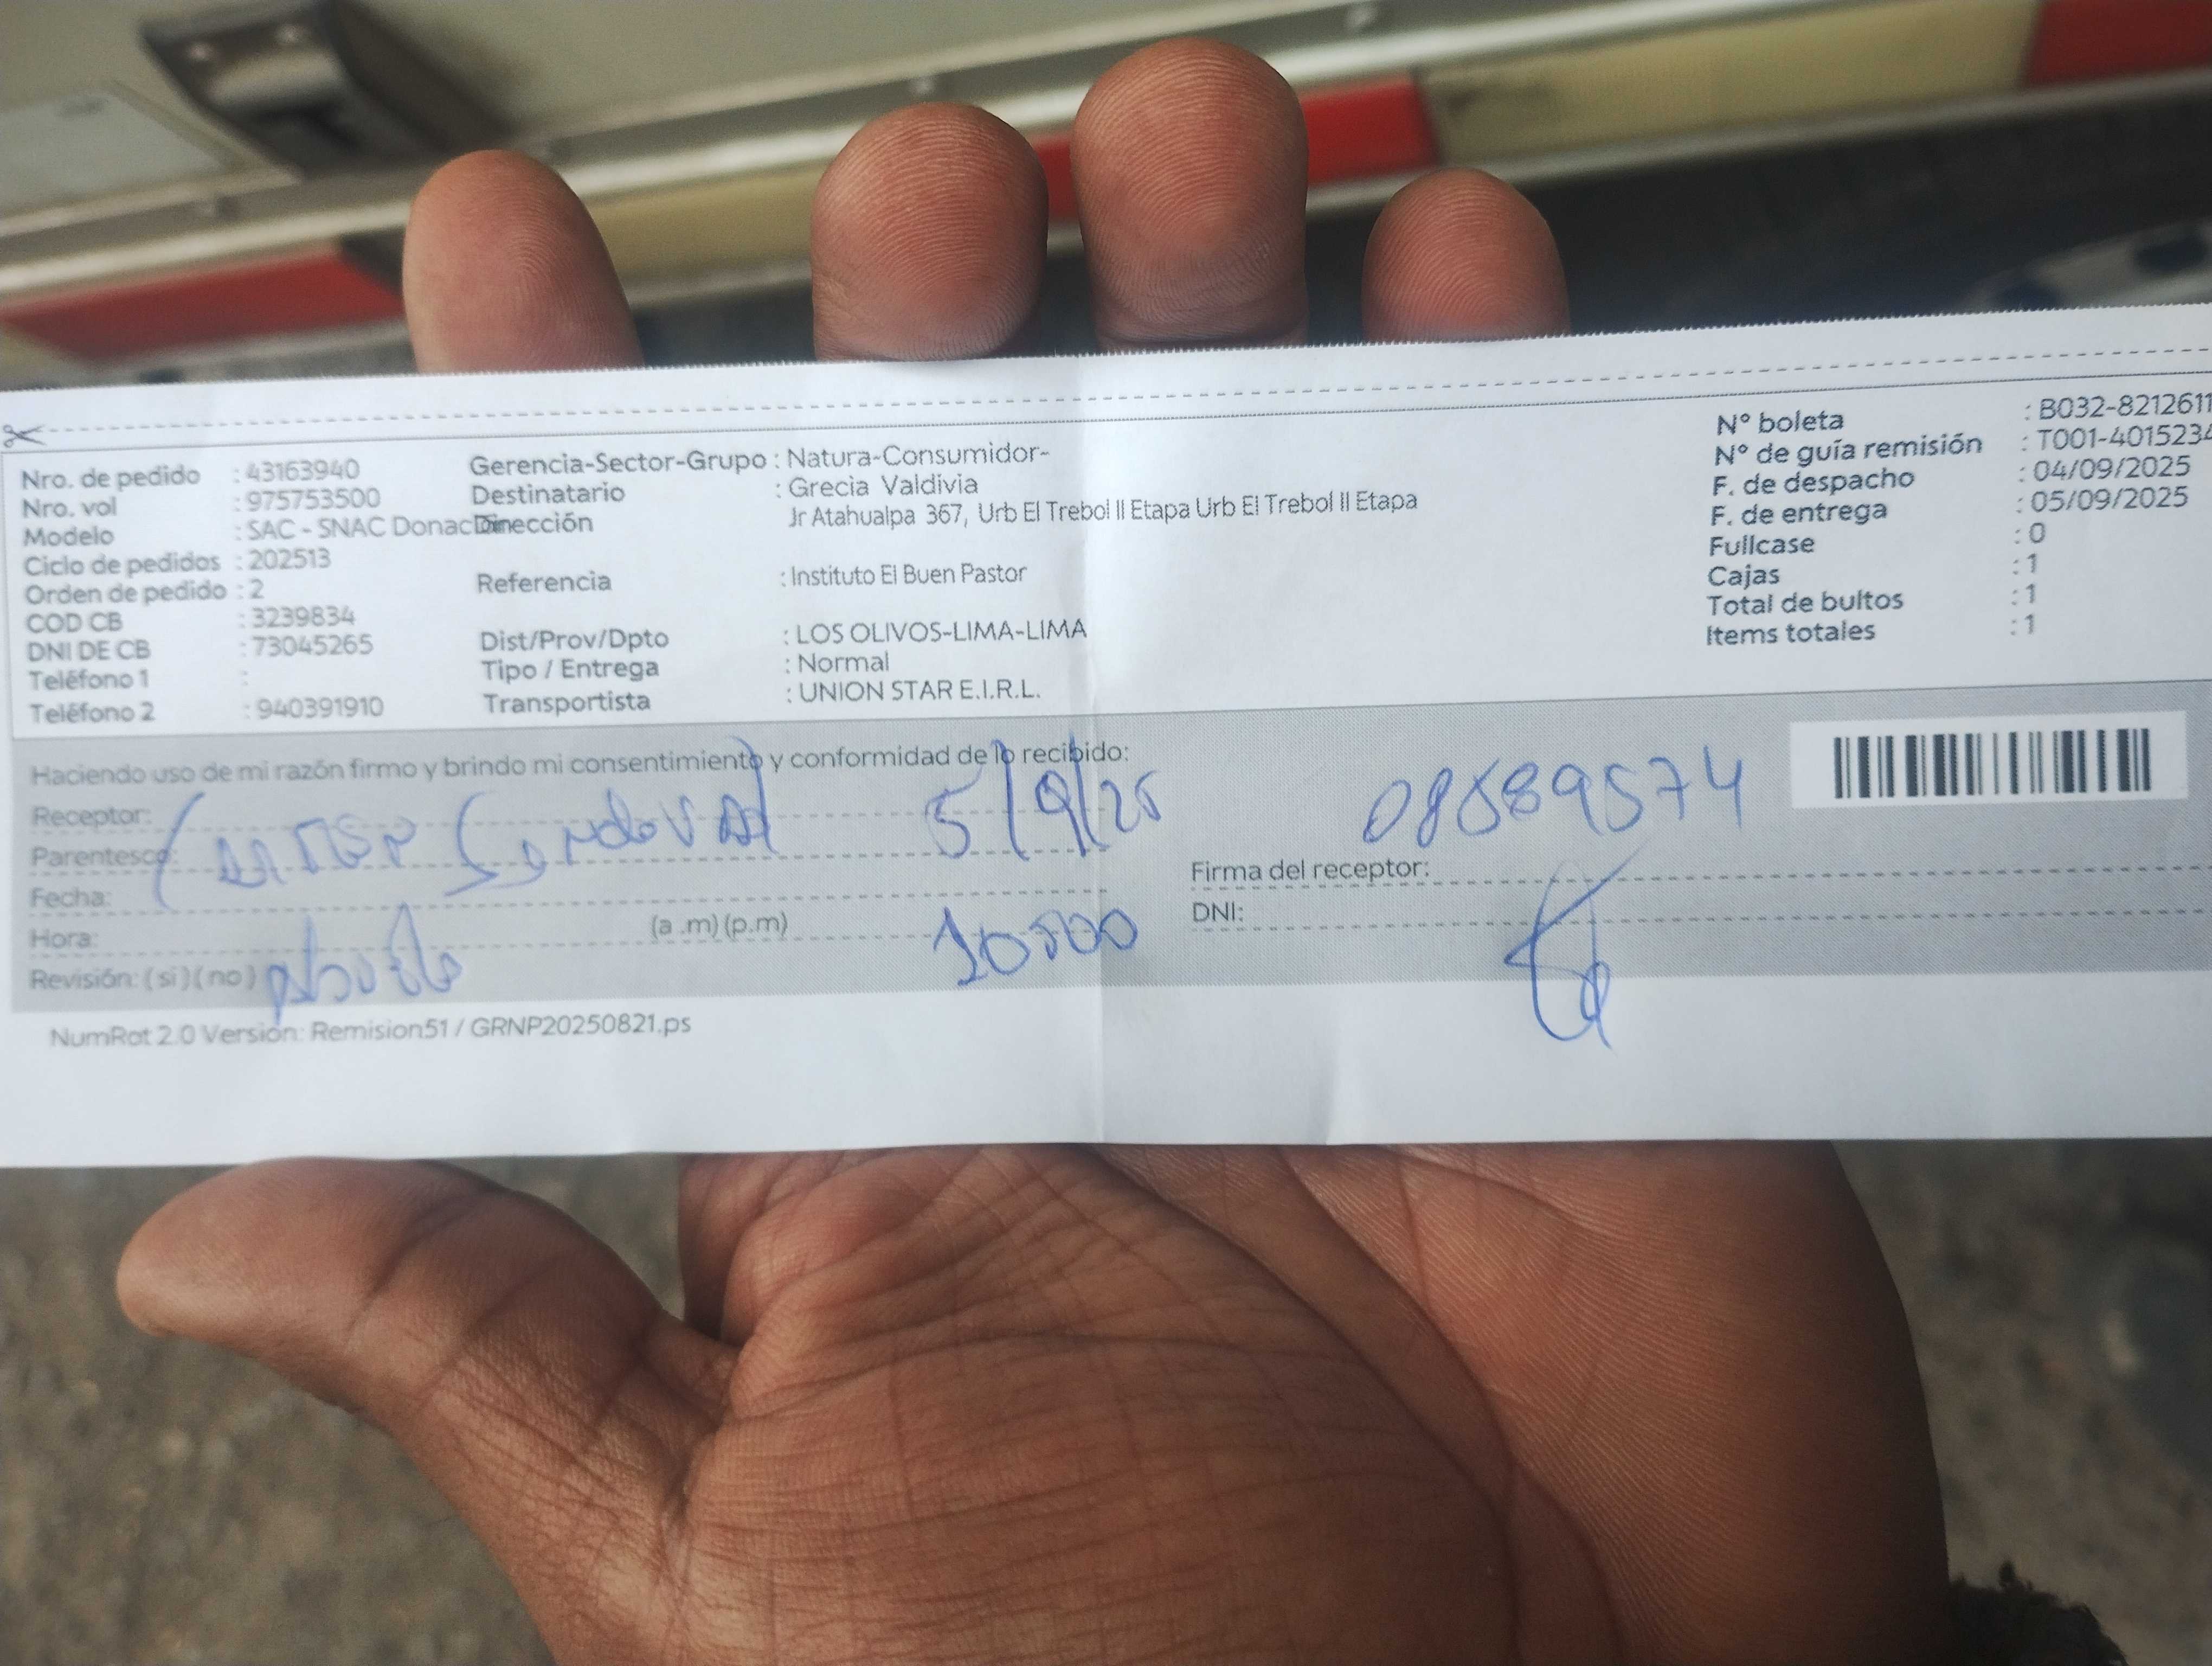 Nro. de pedido : 43163940
Nro. vol : 975753500
Modelo : SAC - SNAC Donac
Ciclo de pedidos : 202513
Orden de pedido : 2
COD CB : 3239834
DNI DE CB : 73045265
Teléfono 1 :
Teléfono 2 : 940391910
Gerencia-Sector-Grupo : Natura-Consumidor-
Destinatario : Grecia Valdivia
Dirección Jr Atahualpa 367, Urb El Trebol II Etapa Urb El Trebol II Etapa
Referencia : Instituto El Buen Pastor
Dist/Prov/Dpto : LOS OLIVOS-LIMA-LIMA
Tipo / Entrega : Normal
Transportista : UNION STAR E.I.R.L.
N° boleta : B032-8212611
N° de guía remisión : T001-4015234
F. de despacho : 04/09/2025
F. de entrega : 05/09/2025
Fullcase : 0
Cajas : 1
Total de bultos : 1
Items totales : 1
Haciendo uso de mi razón firmo y brindo mi consentimiento y conformidad de lo recibido:
Receptor: Sandoval 5/9/25 08589574
Parentesco:
Fecha:
Hora: (a .m) (p.m) 10:00
Revisión: ( si ) ( no ) abuela
Firma del receptor:
DNI:
NumRot 2.0 Version: Remision51 / GRNP20250821.ps